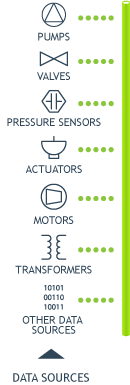 PUMPS
VALVES
PRESSURE SENSORS
ACTUATORS
MOTORS
TRANSFORMERS
10101
00110
10011
OTHER DATA
SOURCES
DATA SOURCES